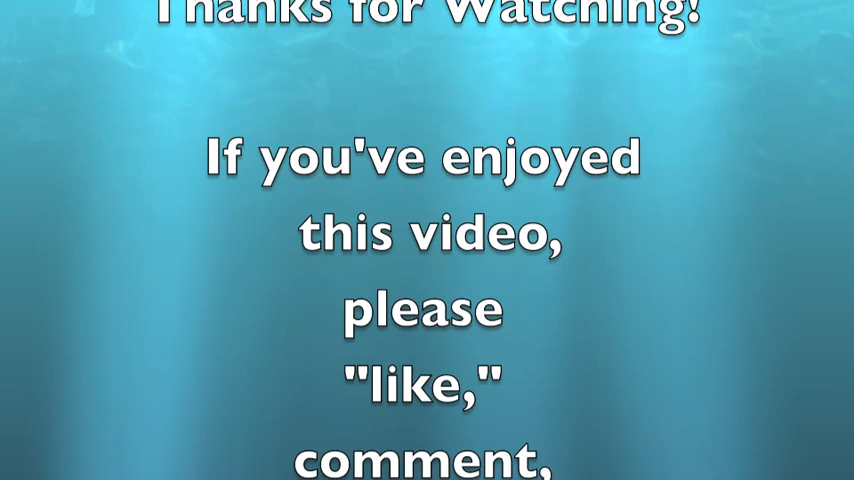 Thanks for Watching!
If you've enjoyed
this video,
please
"like,"
comment,